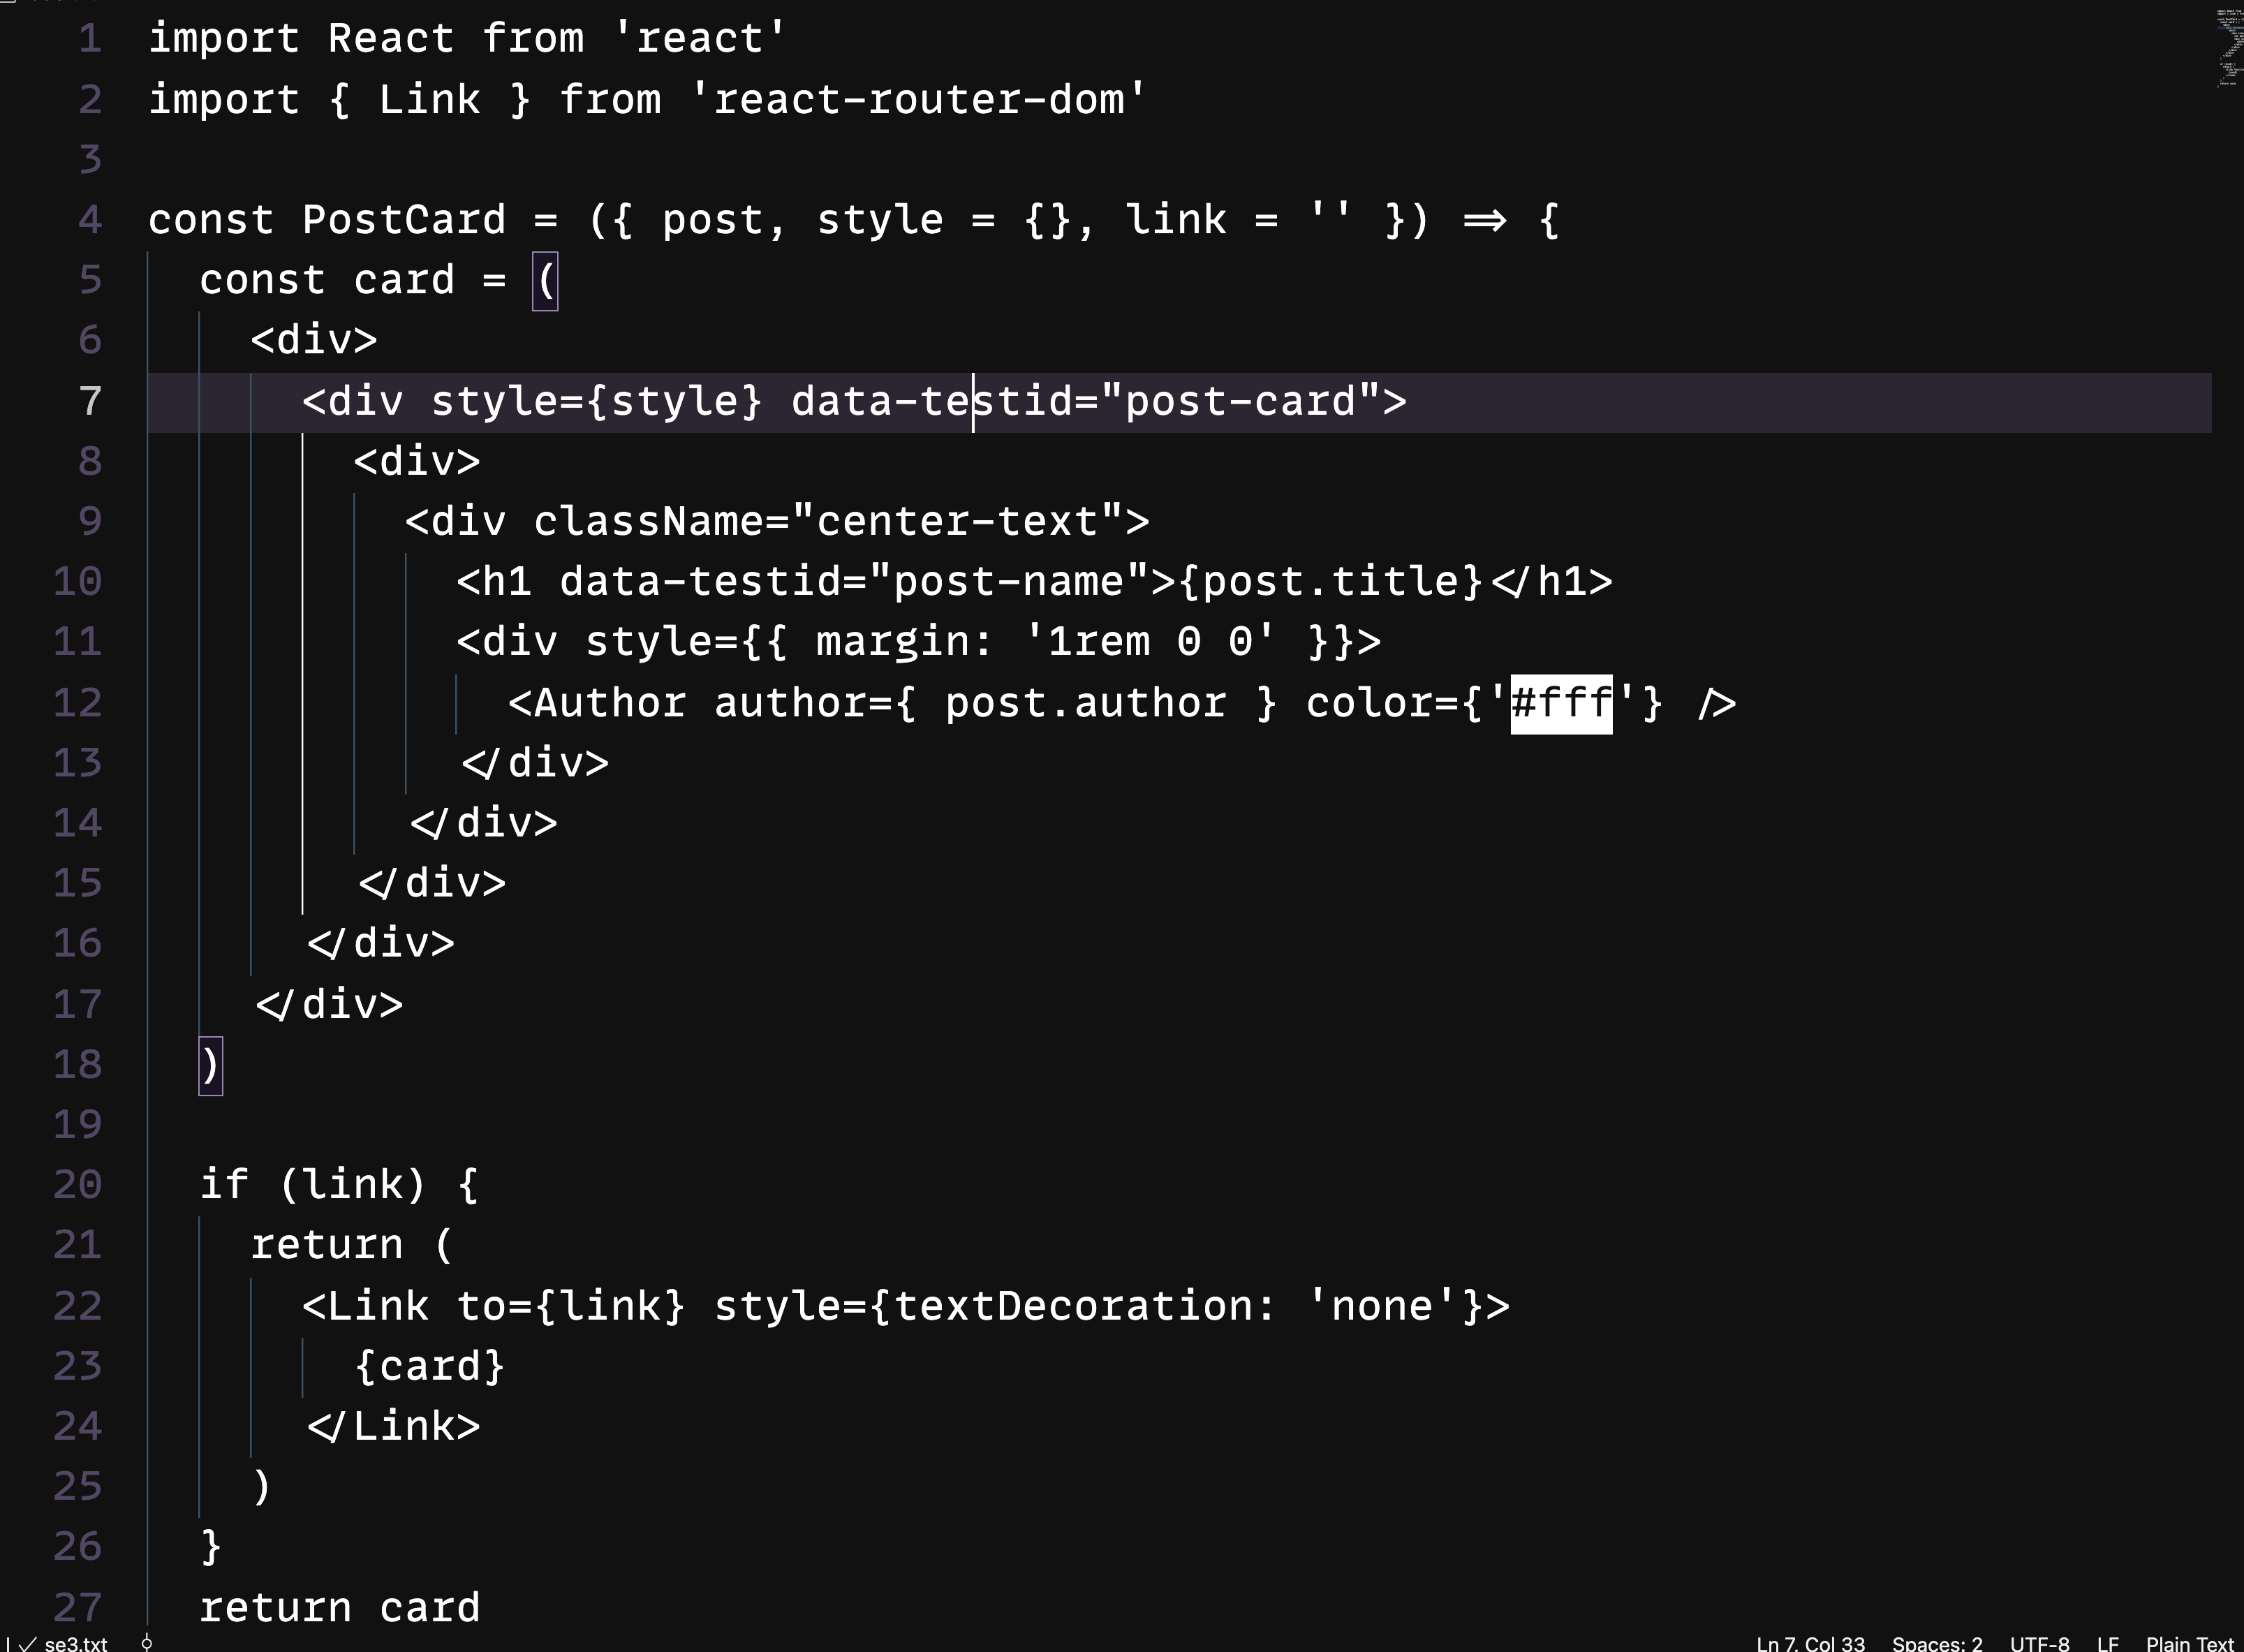 1 import React from 'react'
2 import { Link } from 'react-router-dom'
3
4 const PostCard = ({ post, style = {}, link = '' }) => {
5   const card = (
6     <div>
7       <div style={style} data-testid="post-card">
8         <div>
9           <div className="center-text">
10             <h1 data-testid="post-name">{post.title}</h1>
11             <div style={{ margin: '1rem 0 0' }}>
12               <Author author={ post.author } color={'#fff'} />
13             </div>
14           </div>
15         </div>
16       </div>
17     </div>
18   )
19
20   if (link) {
21     return (
22       <Link to={link} style={textDecoration: 'none'}>
23         {card}
24       </Link>
25     )
26   }
27   return card
se3.txt Ln 7, Col 33 Spaces: 2 UTF-8 LF Plain Text